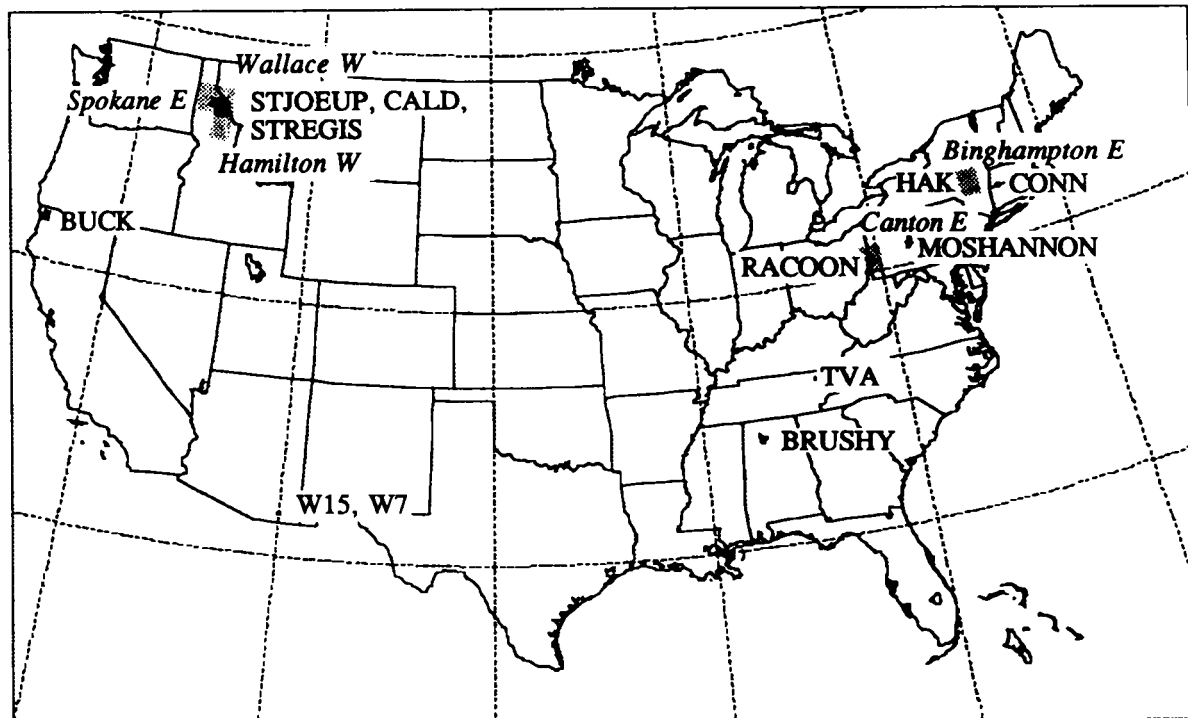 Wallace W
Spokane E
STJOEUP, CALD,
STREGIS
Hamilton W
Binghampton E
HAK
CONN
BUCK
Canton E
MOSHANNON
RACOON
TVA
BRUSHY
W15, W7